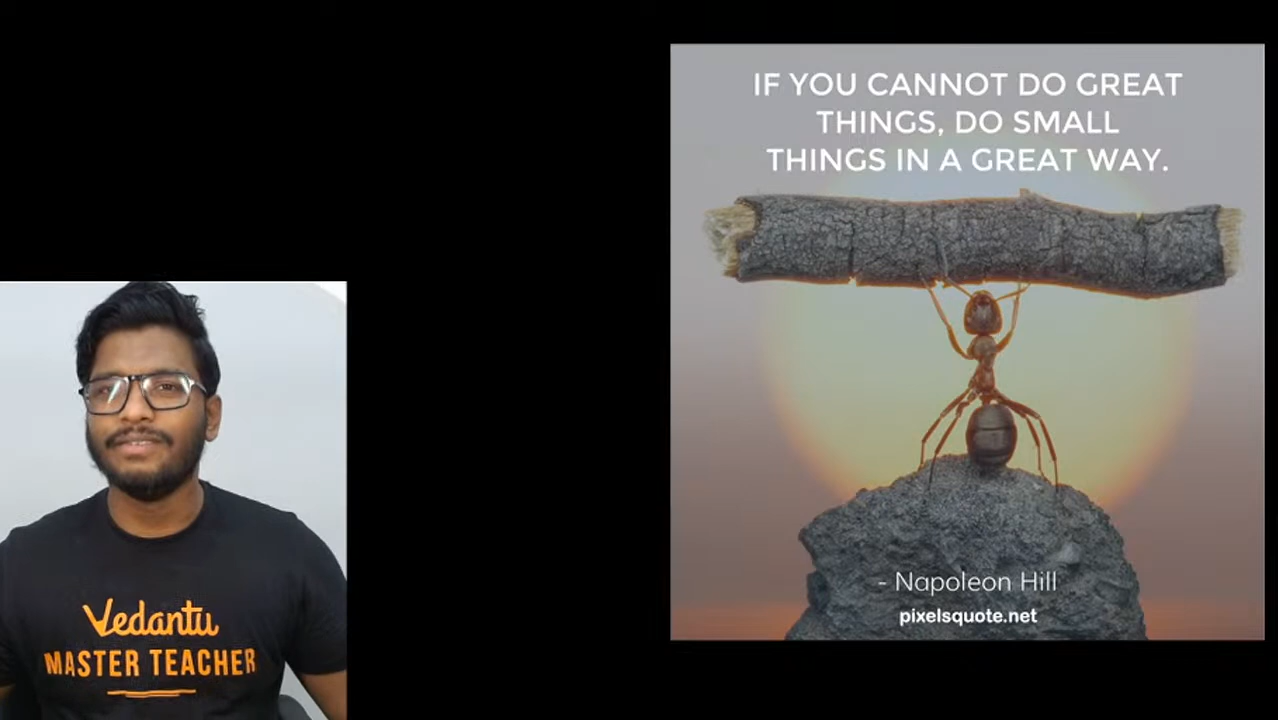 IF YOU CANNOT DO GREAT
THINGS, DO SMALL
THINGS IN A GREAT WAY.
- Napoleon Hill
pixelsquote.net
Vedantu
MASTER TEACHER